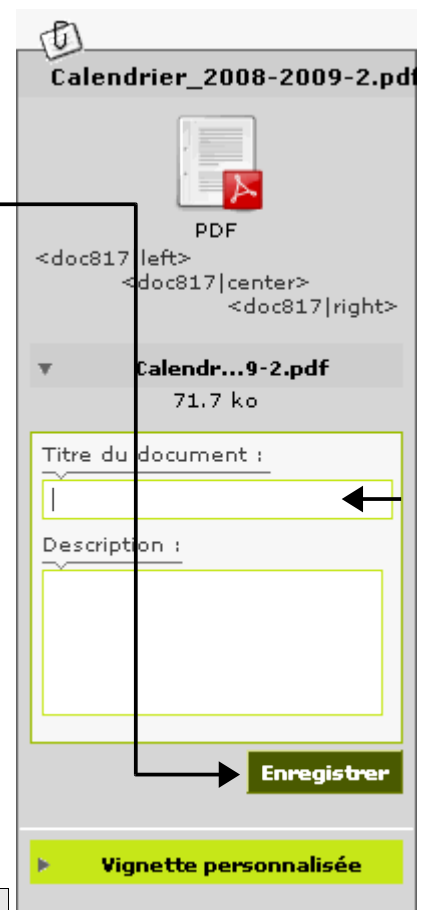 Calendrier_2008-2009-2.pdf
PDF
<doc817|left>
<doc817|center>
<doc817|right>
Calendr...9-2.pdf
71.7 ko
Titre du document :
Description :
Enregistrer
Vignette personnalisée